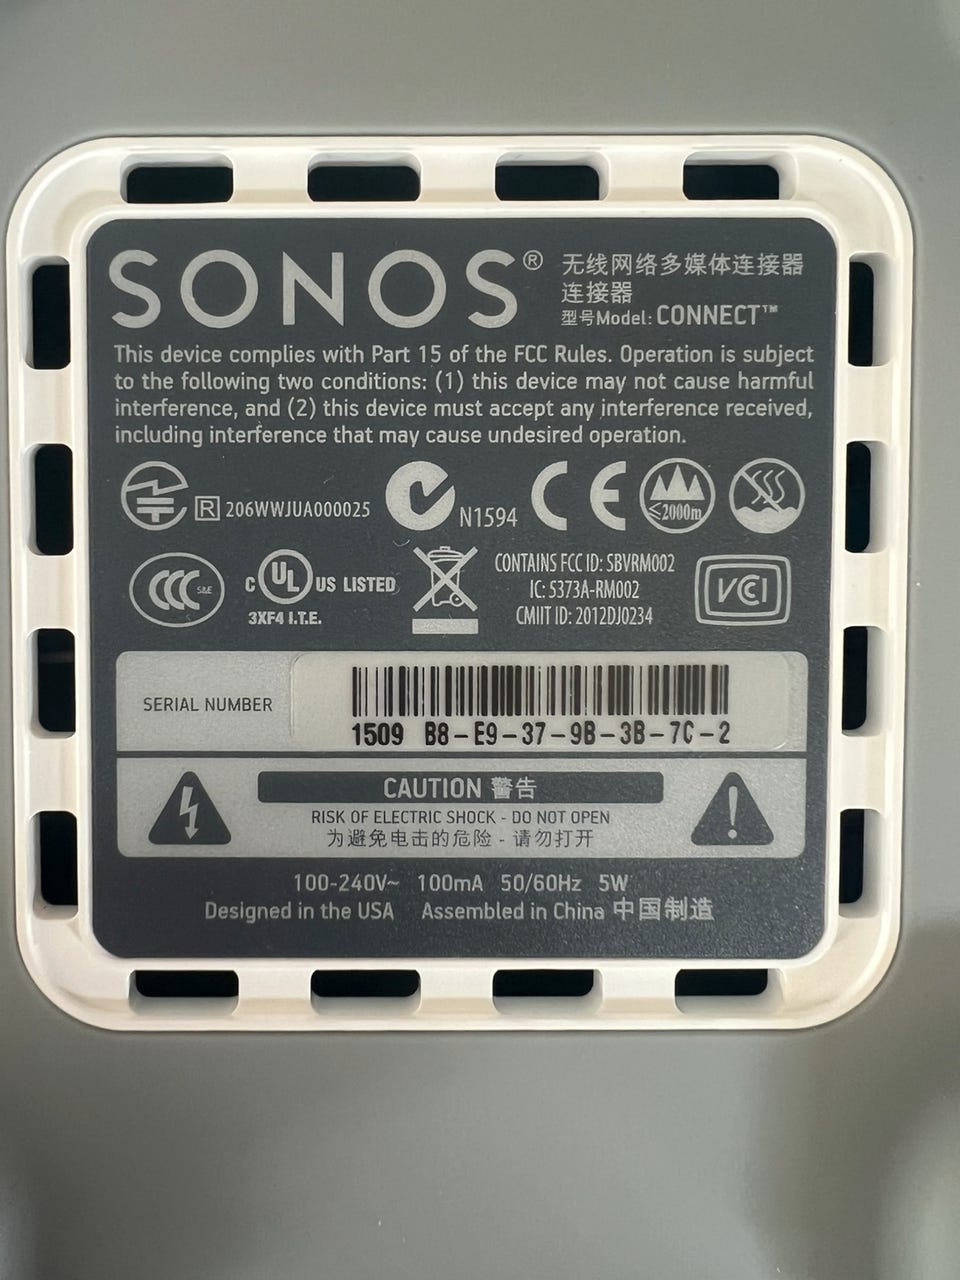 SONOS® 无线网络多媒体连接器
连接器
型号Model: CONNECT™
This device complies with Part 15 of the FCC Rules. Operation is subject
to the following two conditions: (1) this device may not cause harmful
interference, and (2) this device must accept any interference received,
including interference that may cause undesired operation.
R 206WWJUA000025 N1594 CE ≤2000m
CCC S&E C UL US LISTED
3XF4 I.T.E.
CONTAINS FCC ID: SBVRM002
IC: 5373A-RM002
CMIIT ID: 2012DJ0234
VCI
SERIAL NUMBER
1509 B8-E9-37-9B-3B-7C-2
CAUTION 警告
RISK OF ELECTRIC SHOCK - DO NOT OPEN
为避免电击的危险 - 请勿打开
100-240V~ 100mA 50/60Hz 5W
Designed in the USA Assembled in China 中国制造